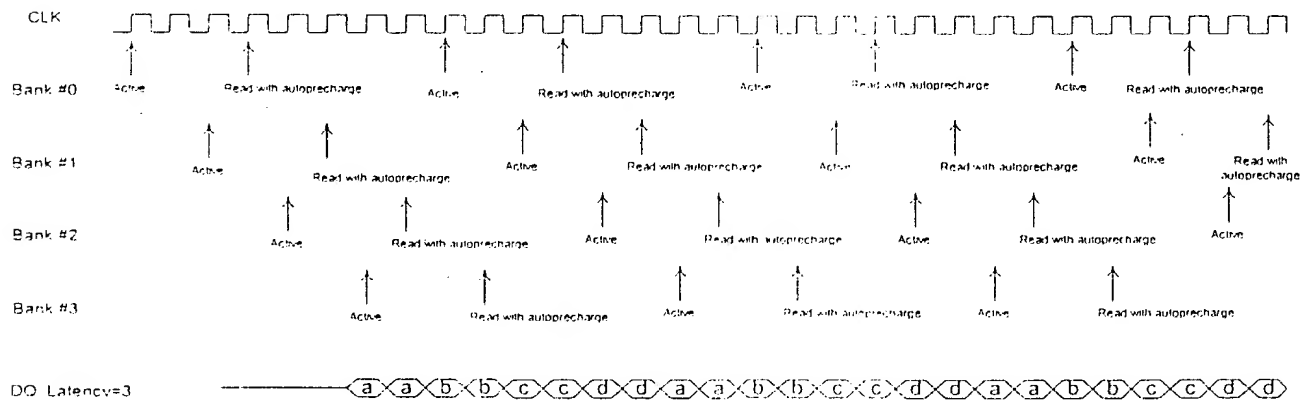 CLK
Bank #0 Active Read with autoprecharge Active Read with autoprecharge Active Read with autoprecharge Active Read with autoprecharge
Bank #1 Active Read with autoprecharge Active Read with autoprecharge Active Read with autoprecharge Active Read with
autoprecharge
Bank #2 Active Read with autoprecharge Active Read with autoprecharge Active Read with autoprecharge Active
Bank #3 Active Read with autoprecharge Active Read with autoprecharge Active Read with autoprecharge
DQ Latency=3 a a b b c c d d a a b b c c d d a a b b c c d d